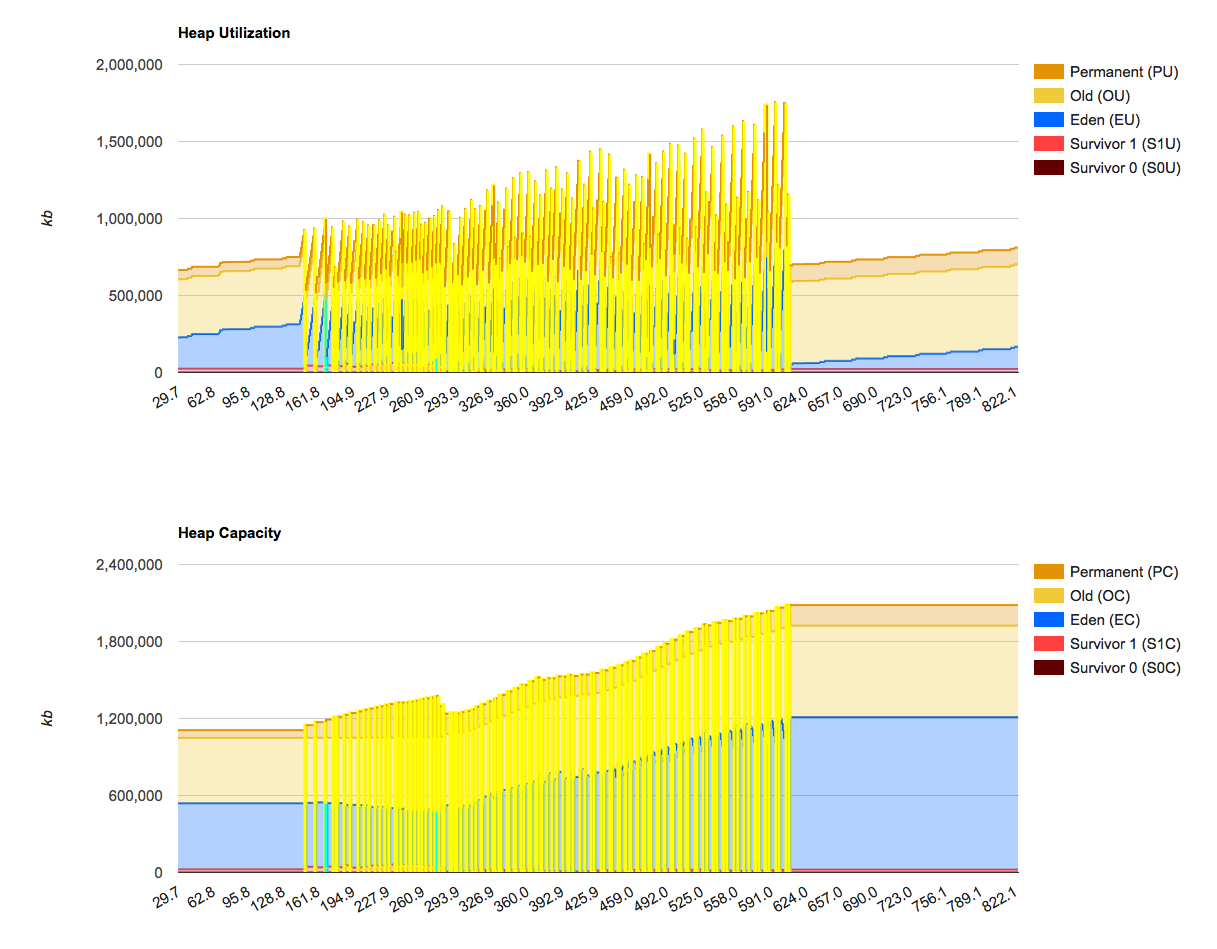 Heap Utilization
2,000,000
1,500,000
1,000,000
500,000
0
kb
29.7 62.8 95.8 128.8 161.8 194.9 227.9 260.9 293.9 326.9 360.0 392.9 425.9 459.0 492.0 525.0 558.0 591.0 624.0 657.0 690.0 723.0 756.1 789.1 822.1
Permanent (PU)
Old (OU)
Eden (EU)
Survivor 1 (S1U)
Survivor 0 (S0U)
Heap Capacity
2,400,000
1,800,000
1,200,000
600,000
0
kb
29.7 62.8 95.8 128.8 161.8 194.9 227.9 260.9 293.9 326.9 360.0 392.9 425.9 459.0 492.0 525.0 558.0 591.0 624.0 657.0 690.0 723.0 756.1 789.1 822.1
Permanent (PC)
Old (OC)
Eden (EC)
Survivor 1 (S1C)
Survivor 0 (S0C)